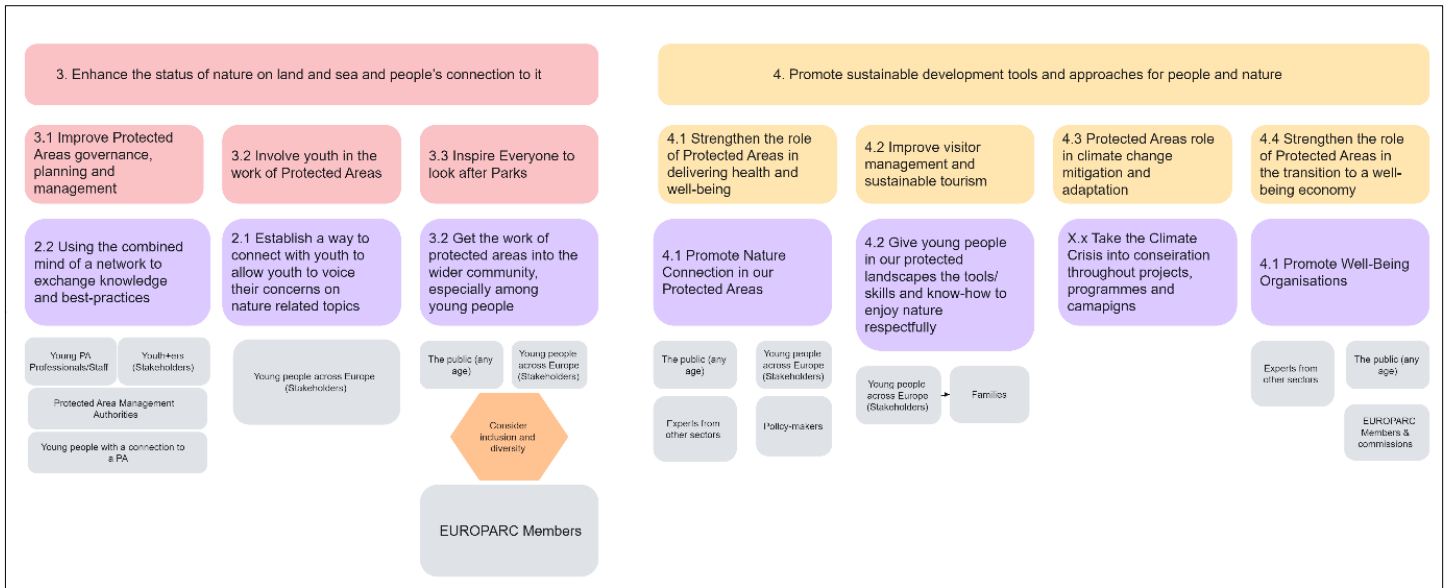 3. Enhance the status of nature on land and sea and people's connection to it
4. Promote sustainable development tools and approaches for people and nature
3.1 Improve Protected
Areas governance,
planning and
management
3.2 Involve youth in the
work of Protected Areas
3.3 Inspire Everyone to
look after Parks
4.1 Strengthen the role
of Protected Areas in
delivering health and
well-being
4.2 Improve visitor
management and
sustainable tourism
4.3 Protected Areas role
in climate change
mitigation and
adaptation
4.4 Strengthen the role
of Protected Areas in
the transition to a well-
being economy
2.2 Using the combined
mind of a network to
exchange knowledge
and best-practices
2.1 Establish a way to
connect with youth to
allow youth to voice
their concerns on
nature related topics
3.2 Get the work of
protected areas into the
wider community,
especially among
young people
4.1 Promote Nature
Connection in our
Protected Areas
4.2 Give young people
in our protected
landscapes the tools/
skills and know-how to
enjoy nature
respectfully
X.x Take the Climate
Crisis into conseiration
throughout projects,
programmes and
camapigns
4.1 Promote Well-Being
Organisations
Young PA
Professionals/Staff
Youth+ers
(Stakeholders)
Protected Area Management
Authorities
Young people with a connection to
a PA
Young people across Europe
(Stakeholders)
The public (any
age)
Young people
across Europe
(Stakeholders)
Consider
inclusion and
diversity
EUROPARC Members
The public (any
age)
Young people
across Europe
(Stakeholders)
Experts from
other sectors
Policy-makers
Young people
across Europe
(Stakeholders)
Families
Experts from
other sectors
The public (any
age)
EUROPARC
Members &
commissions